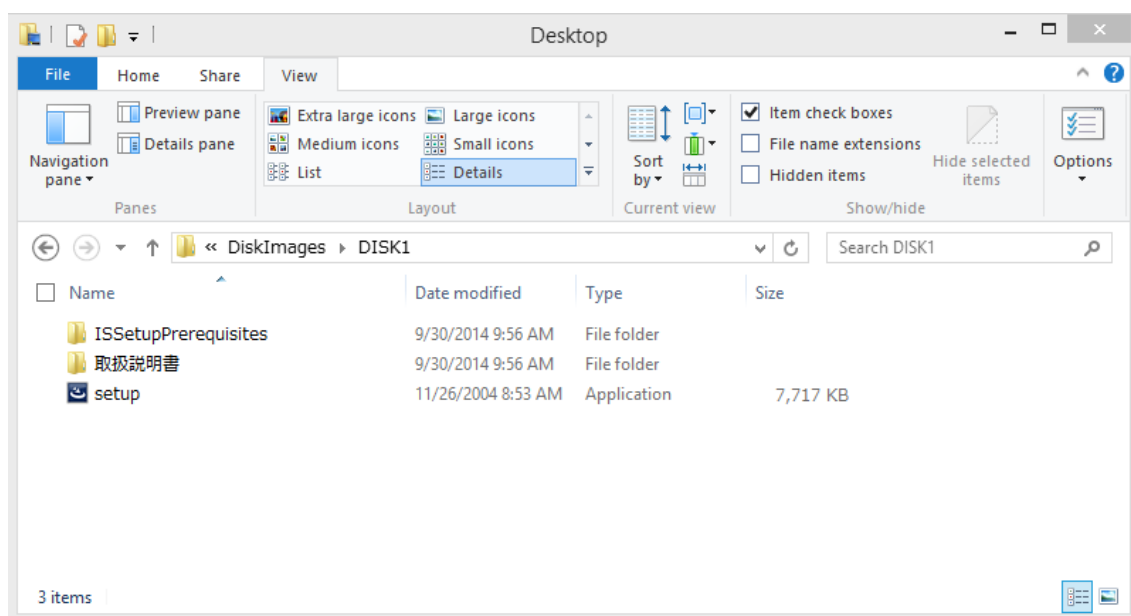 Desktop
File Home Share View
Preview pane
Details pane
Navigation pane
Panes
Extra large icons Large icons
Medium icons Small icons
List Details
Layout
Sort by
Current view
Item check boxes
File name extensions
Hidden items
Hide selected items
Show/hide
Options
« DiskImages DISK1
Search DISK1
Name Date modified Type Size
ISSetupPrerequisites 9/30/2014 9:56 AM File folder
取扱説明書 9/30/2014 9:56 AM File folder
setup 11/26/2004 8:53 AM Application 7,717 KB
3 items